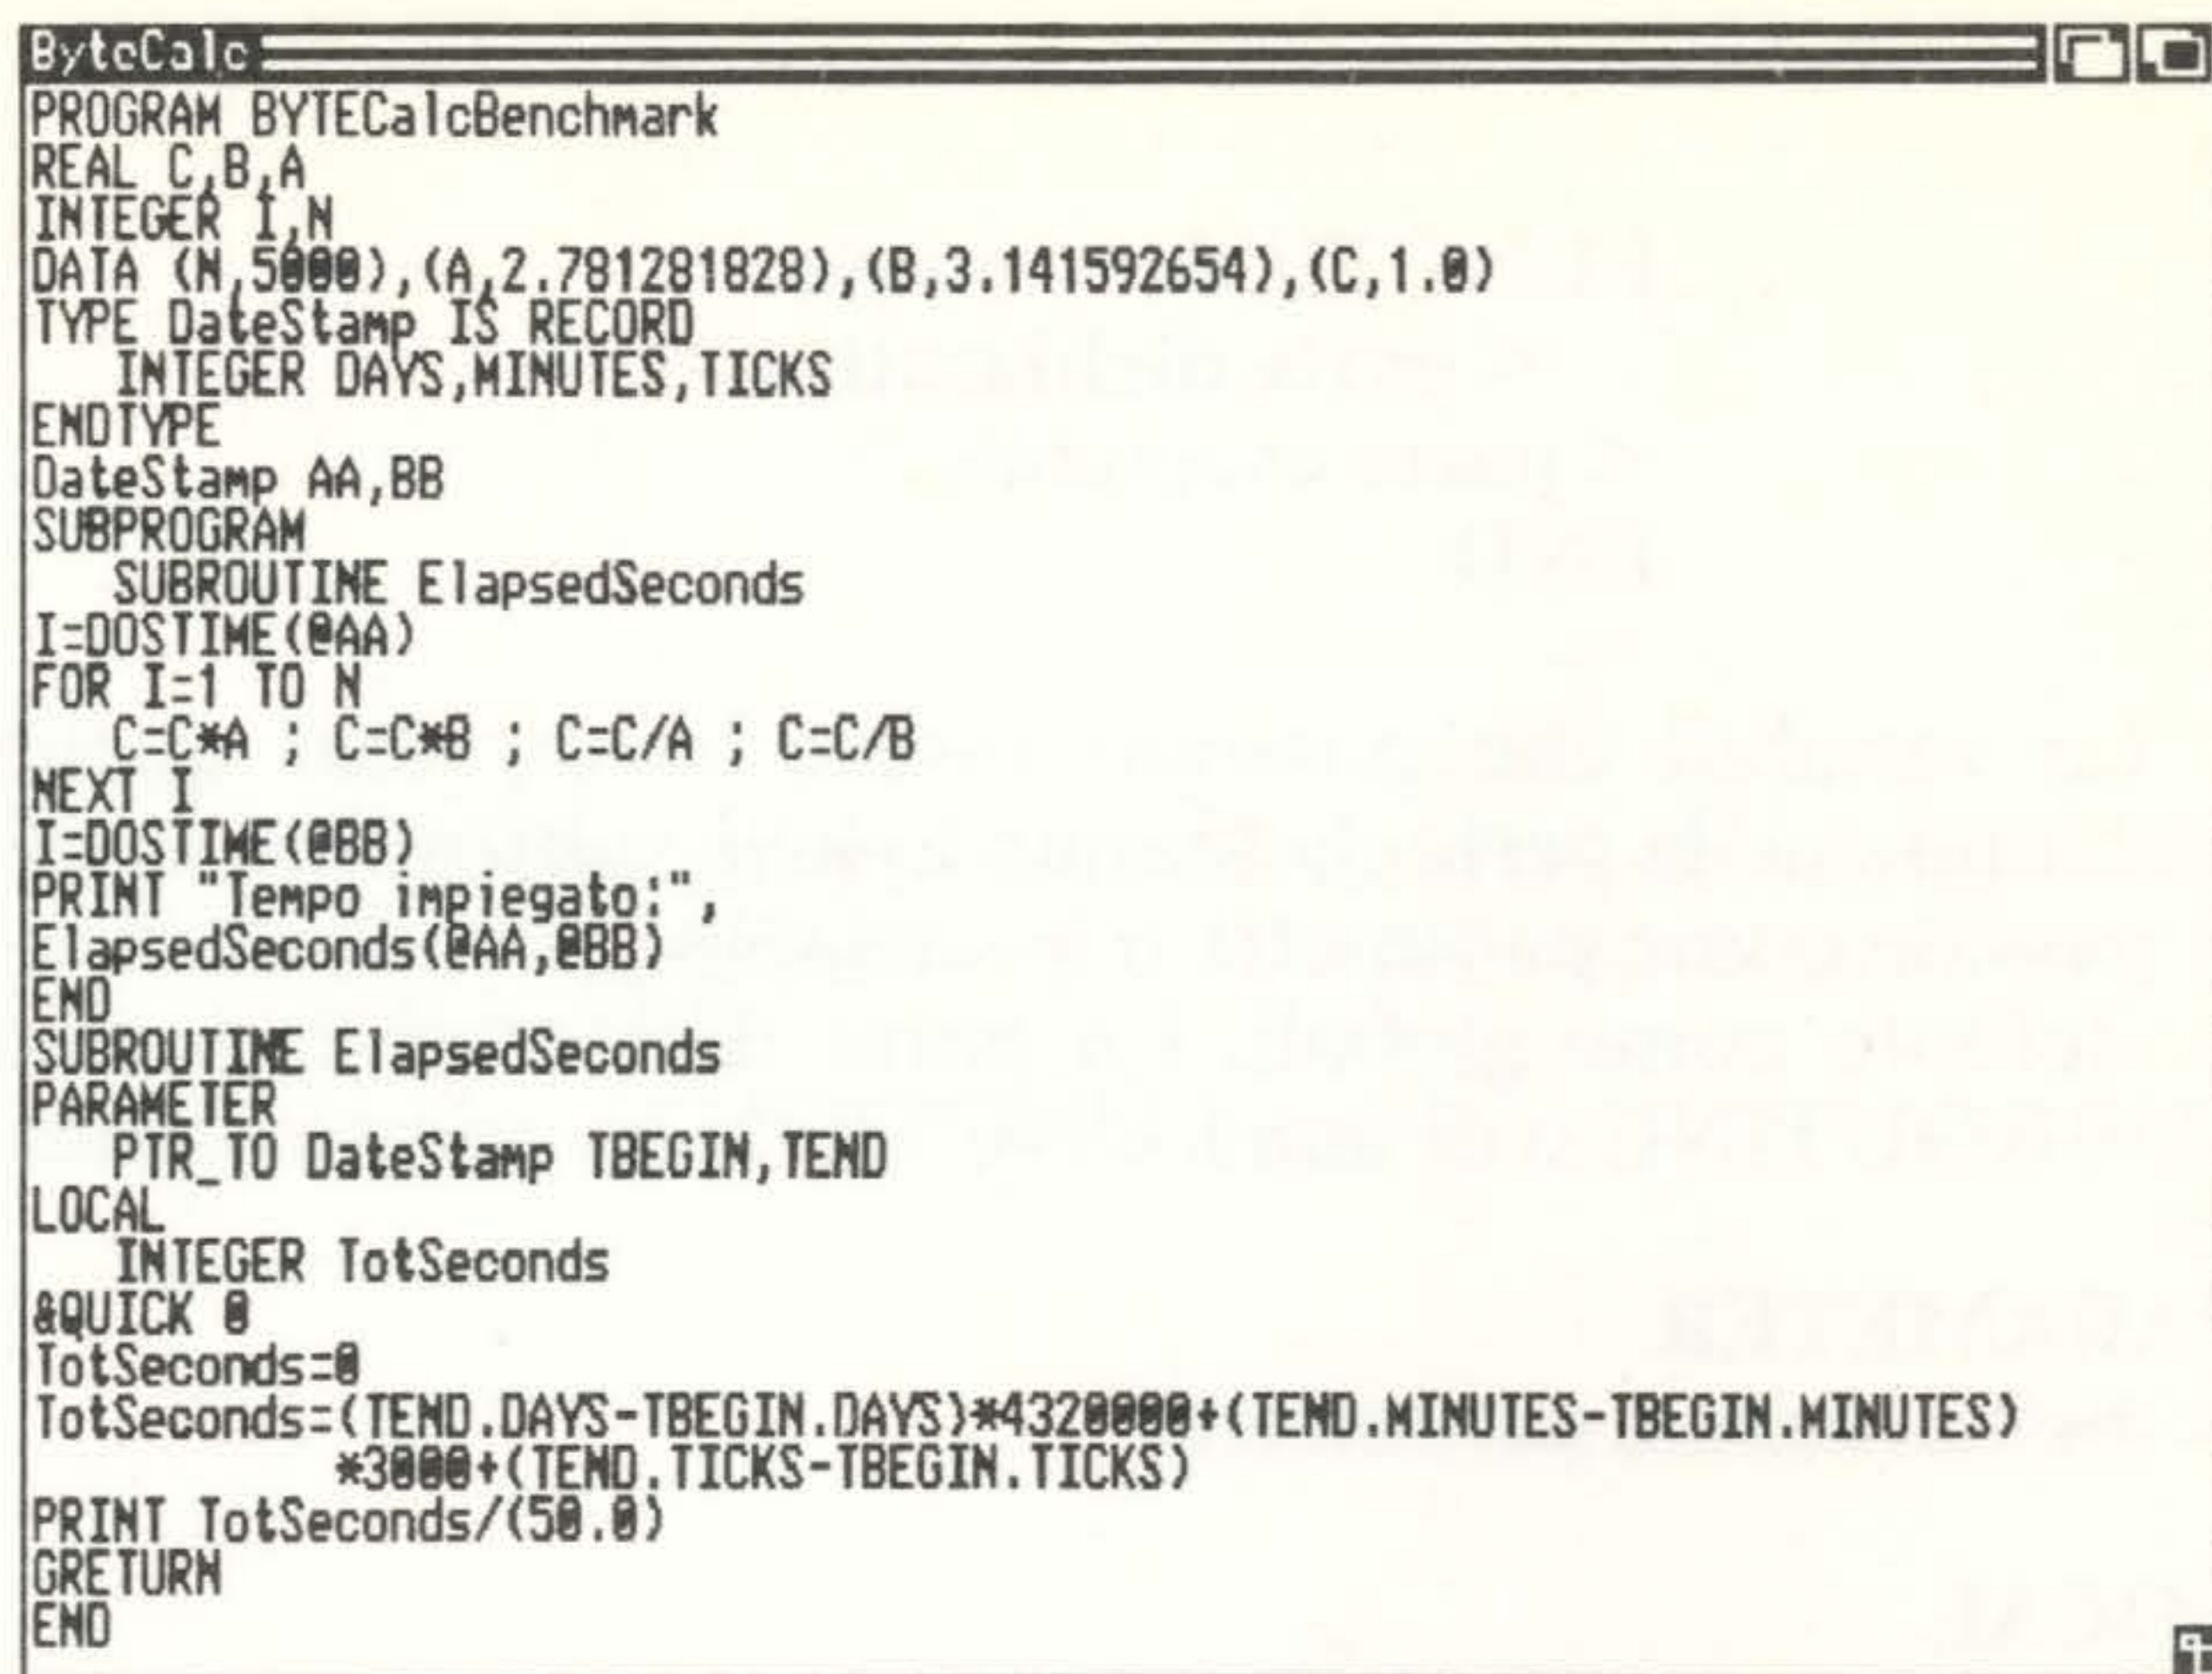 ByteCalc
PROGRAM BYTECalcBenchmark
REAL C,B,A
INTEGER I,N
DATA (N,5000),(A,2.781281828),(B,3.141592654),(C,1.0)
TYPE DateStamp IS RECORD
   INTEGER DAYS,MINUTES,TICKS
ENDTYPE
DateStamp AA,BB
SUBPROGRAM
   SUBROUTINE ElapsedSeconds
I=DOSTIME(@AA)
FOR I=1 TO N
   C=C*A ; C=C*B ; C=C/A ; C=C/B
NEXT I
I=DOSTIME(@BB)
PRINT "Tempo impiegato:",
ElapsedSeconds(@AA,@BB)
END
SUBROUTINE ElapsedSeconds
PARAMETER
   PTR_TO DateStamp TBEGIN,TEND
LOCAL
   INTEGER TotSeconds
&QUICK 0
TotSeconds=0
TotSeconds=(TEND.DAYS-TBEGIN.DAYS)*4320000+(TEND.MINUTES-TBEGIN.MINUTES)
           *3000+(TEND.TICKS-TBEGIN.TICKS)
PRINT TotSeconds/(50.0)
GRETURN
END